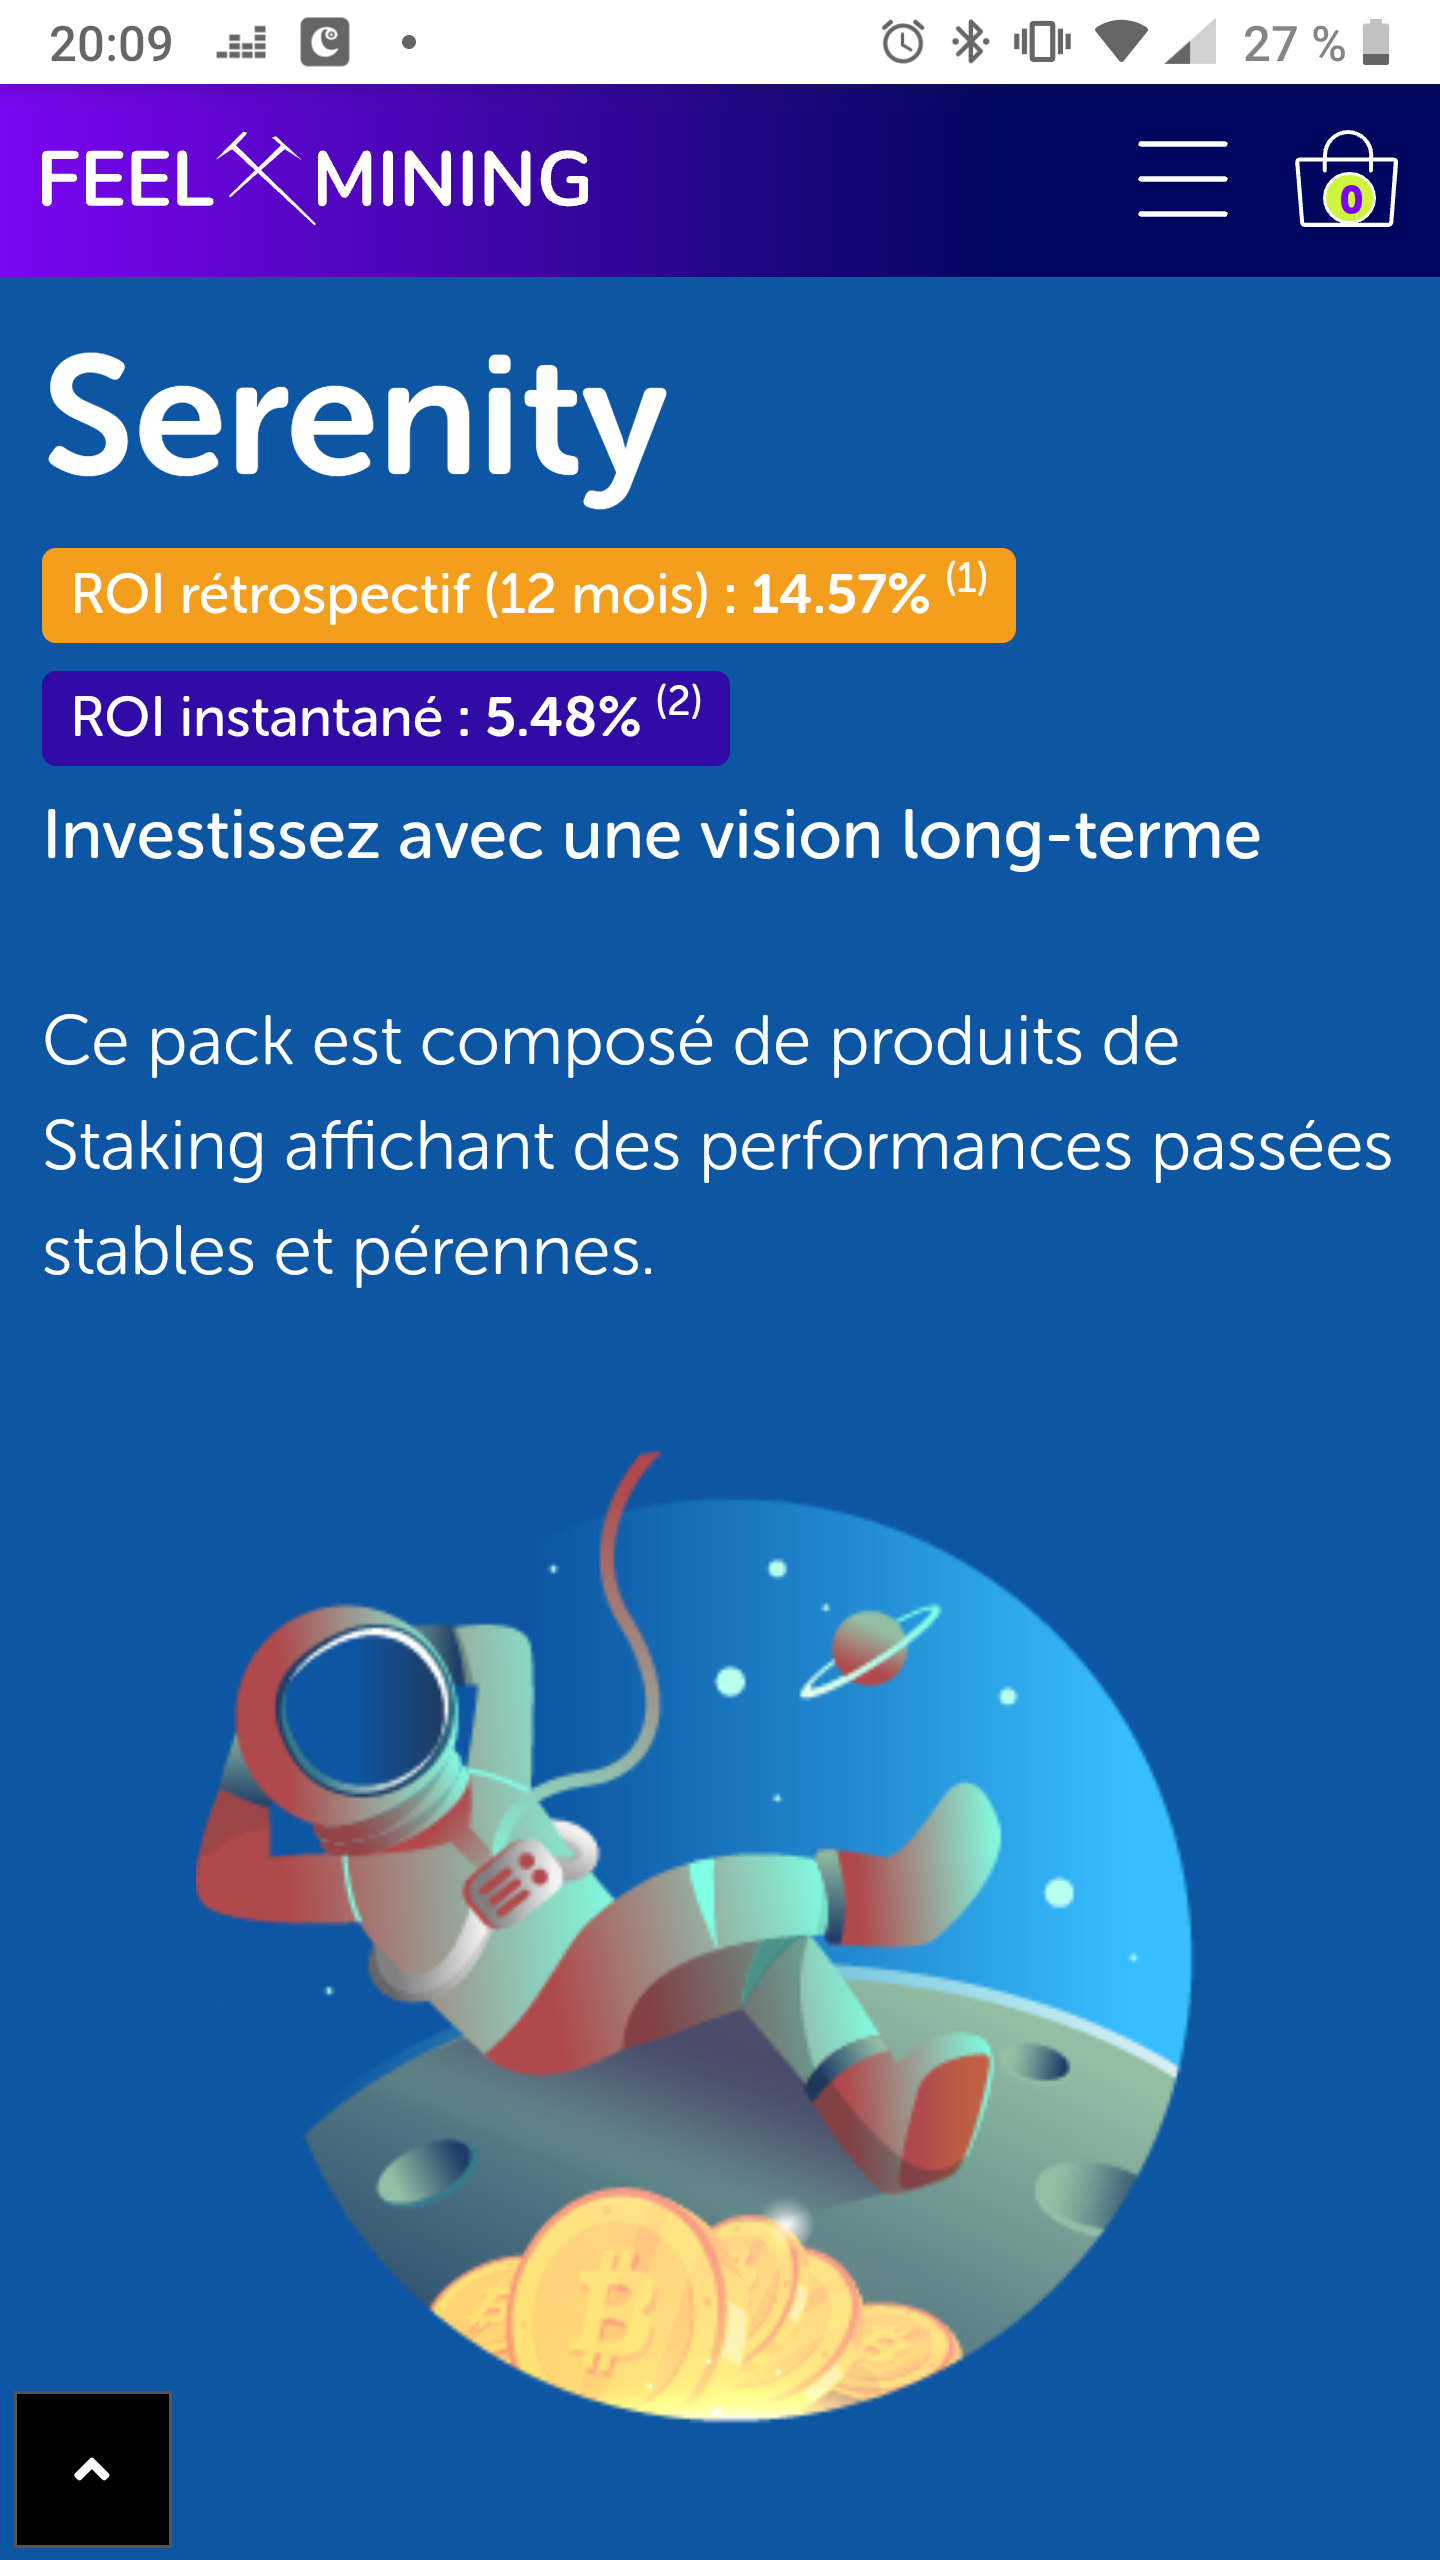 20:09 27 %
FEEL MINING
0
Serenity
ROI rétrospectif (12 mois) : 14.57% (1)
ROI instantané : 5.48% (2)
Investissez avec une vision long-terme
Ce pack est composé de produits de
Staking affichant des performances passées
stables et pérennes.